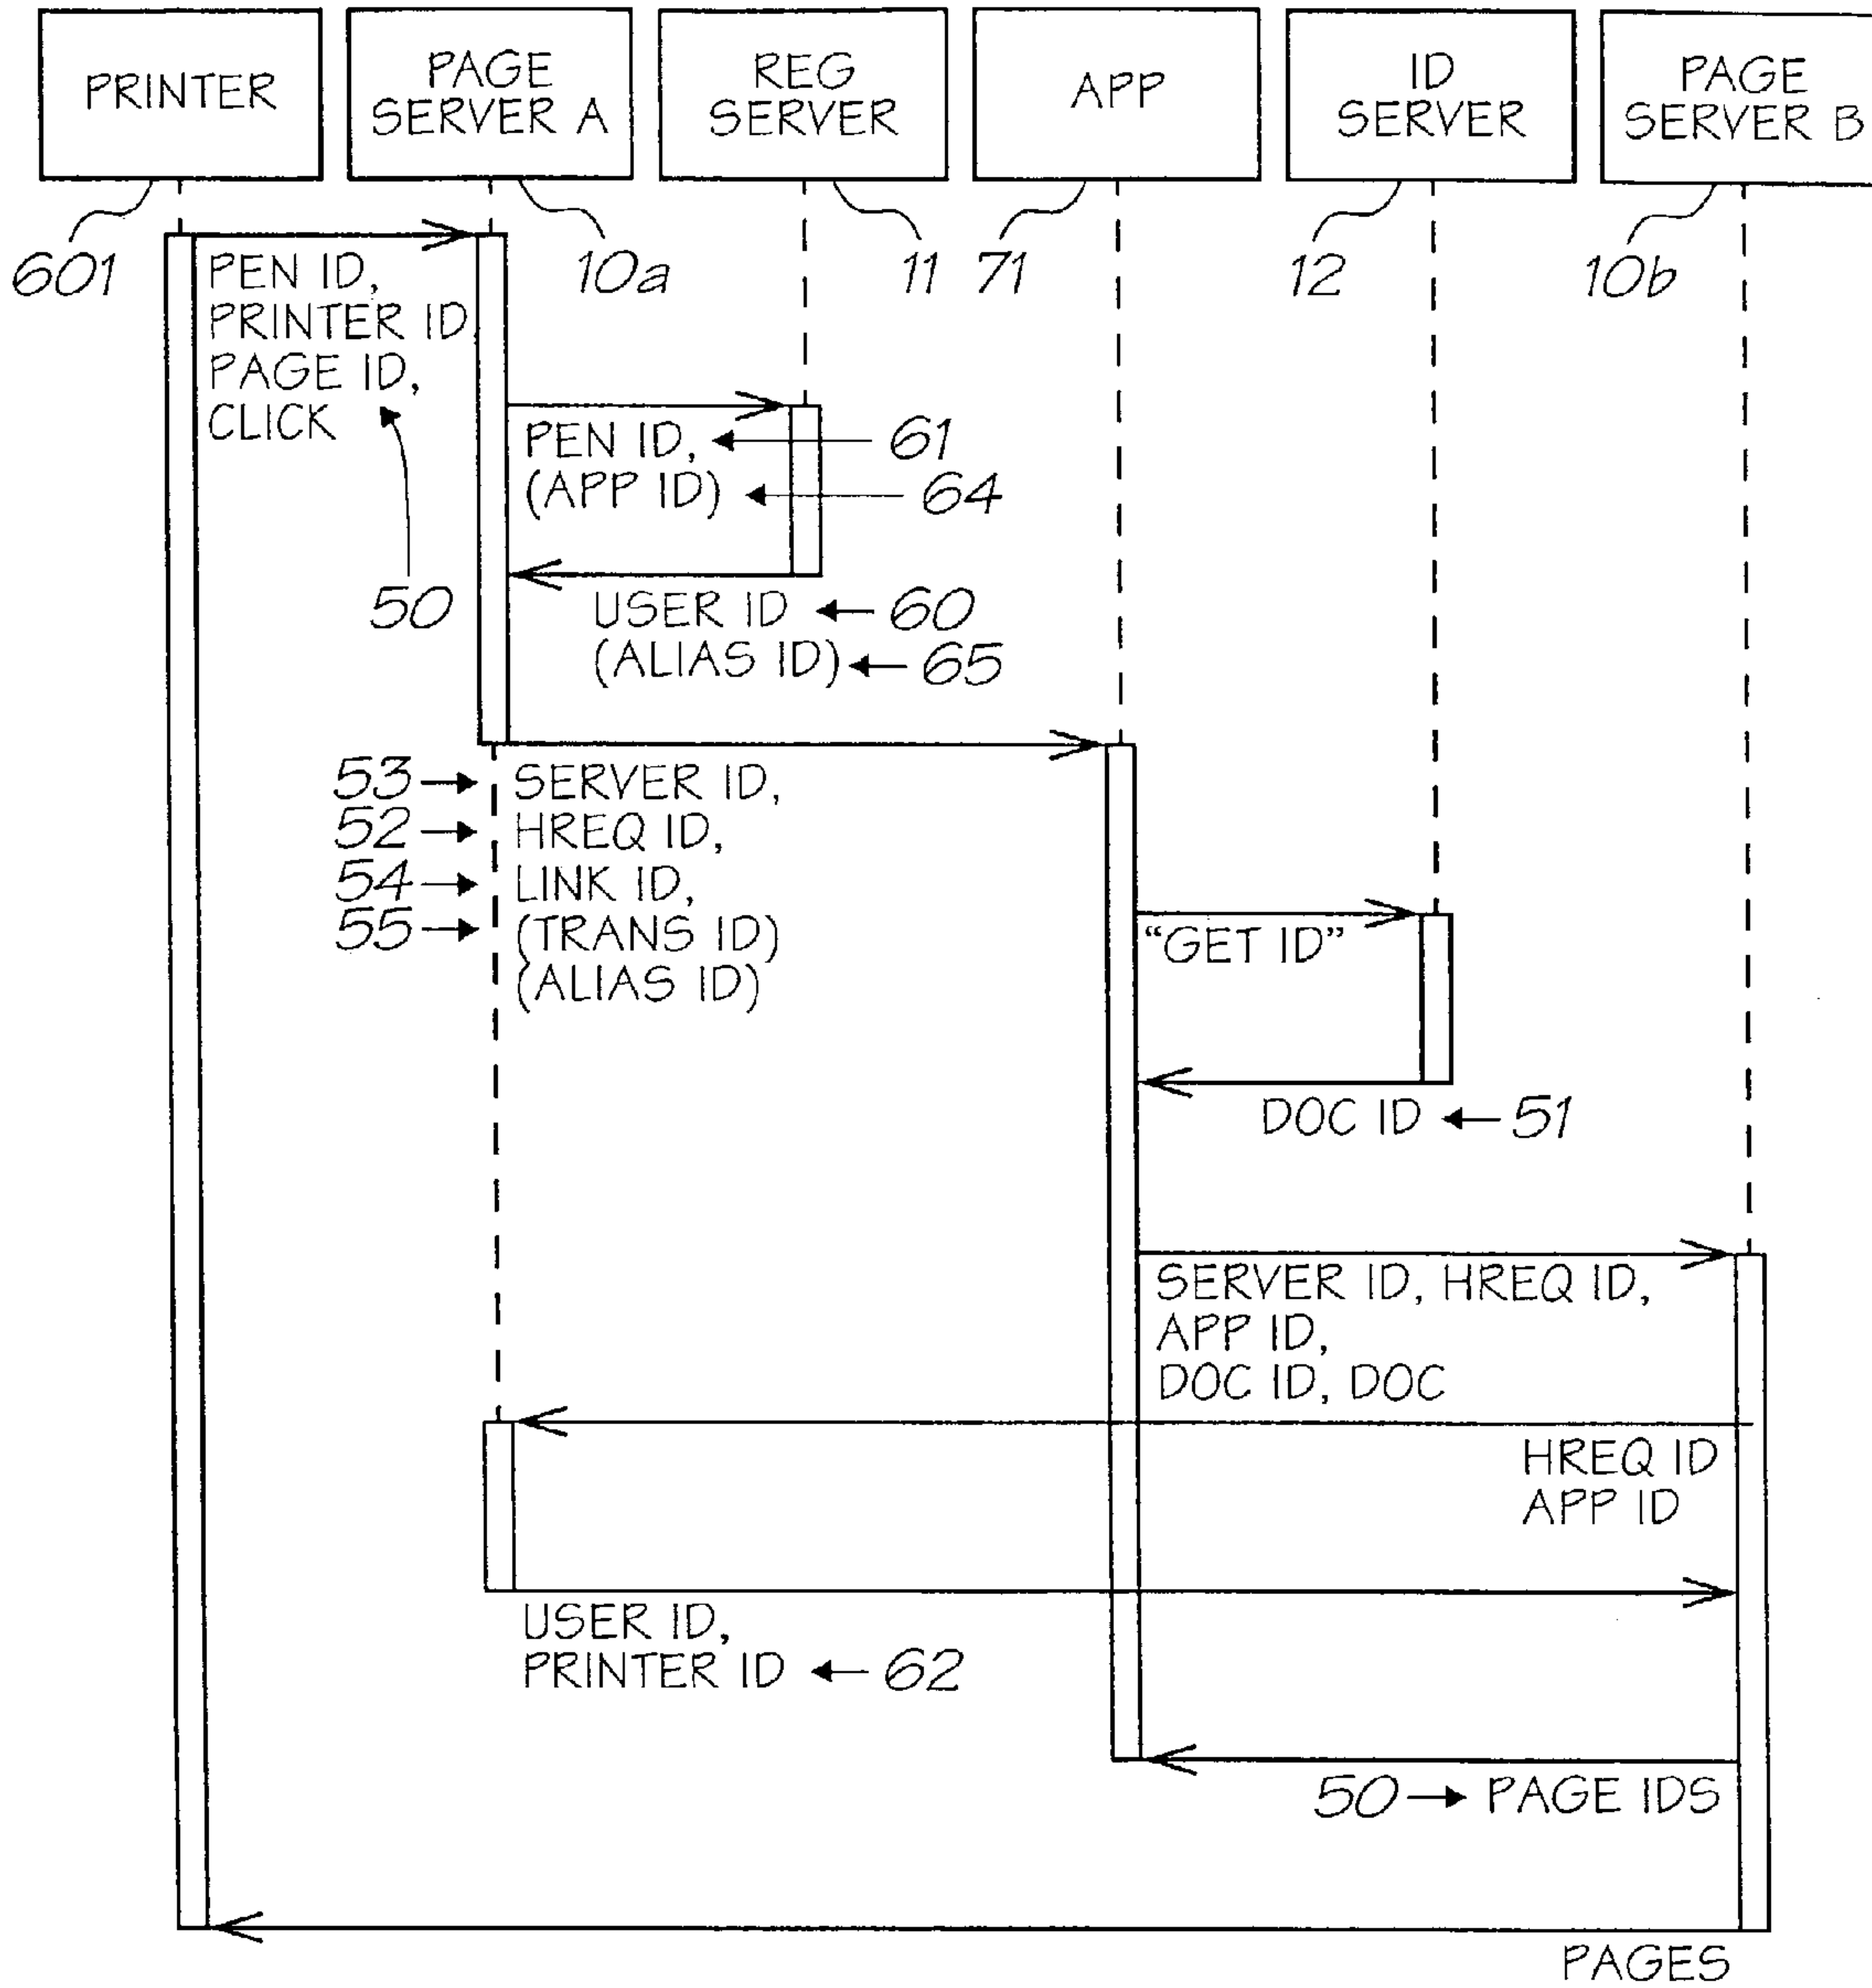 PRINTER
PAGE
SERVER A
REG
SERVER
APP
ID
SERVER
PAGE
SERVER B
601
10a
11
71
12
10b
PEN ID,
PRINTER ID
PAGE ID,
CLICK
50
PEN ID,
61
(APP ID)
64
USER ID
60
(ALIAS ID)
65
53
SERVER ID,
52
HREQ ID,
54
LINK ID,
55
(TRANS ID)
(ALIAS ID)
"GET ID"
DOC ID
51
SERVER ID, HREQ ID,
APP ID,
DOC ID, DOC
HREQ ID
APP ID
USER ID,
PRINTER ID
62
50
PAGE IDS
PAGES